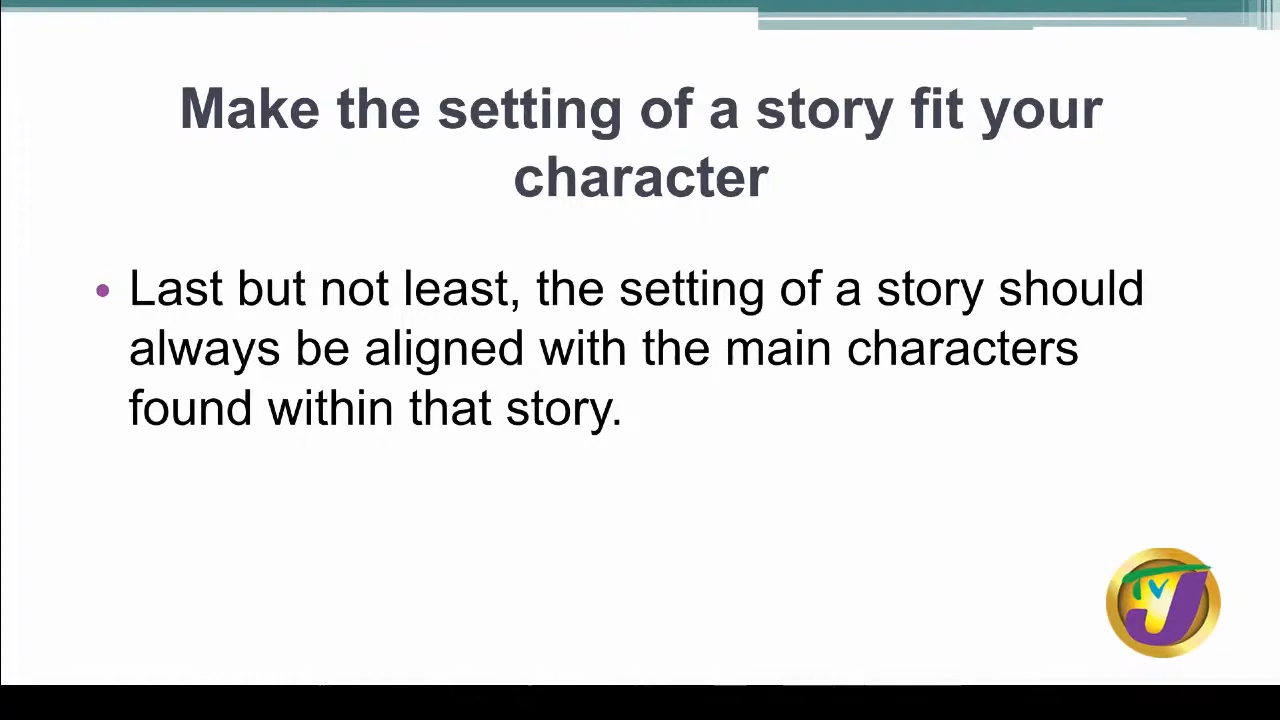 Make the setting of a story fit your
character
• Last but not least, the setting of a story should
always be aligned with the main characters
found within that story.
TVJ